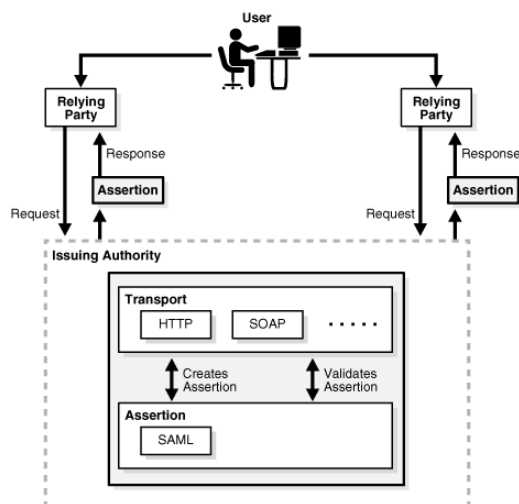 User
Relying
Party
Relying
Party
Response
Response
Assertion
Assertion
Request
Request
Issuing Authority
Transport
HTTP
SOAP
.....
Creates
Assertion
Validates
Assertion
Assertion
SAML